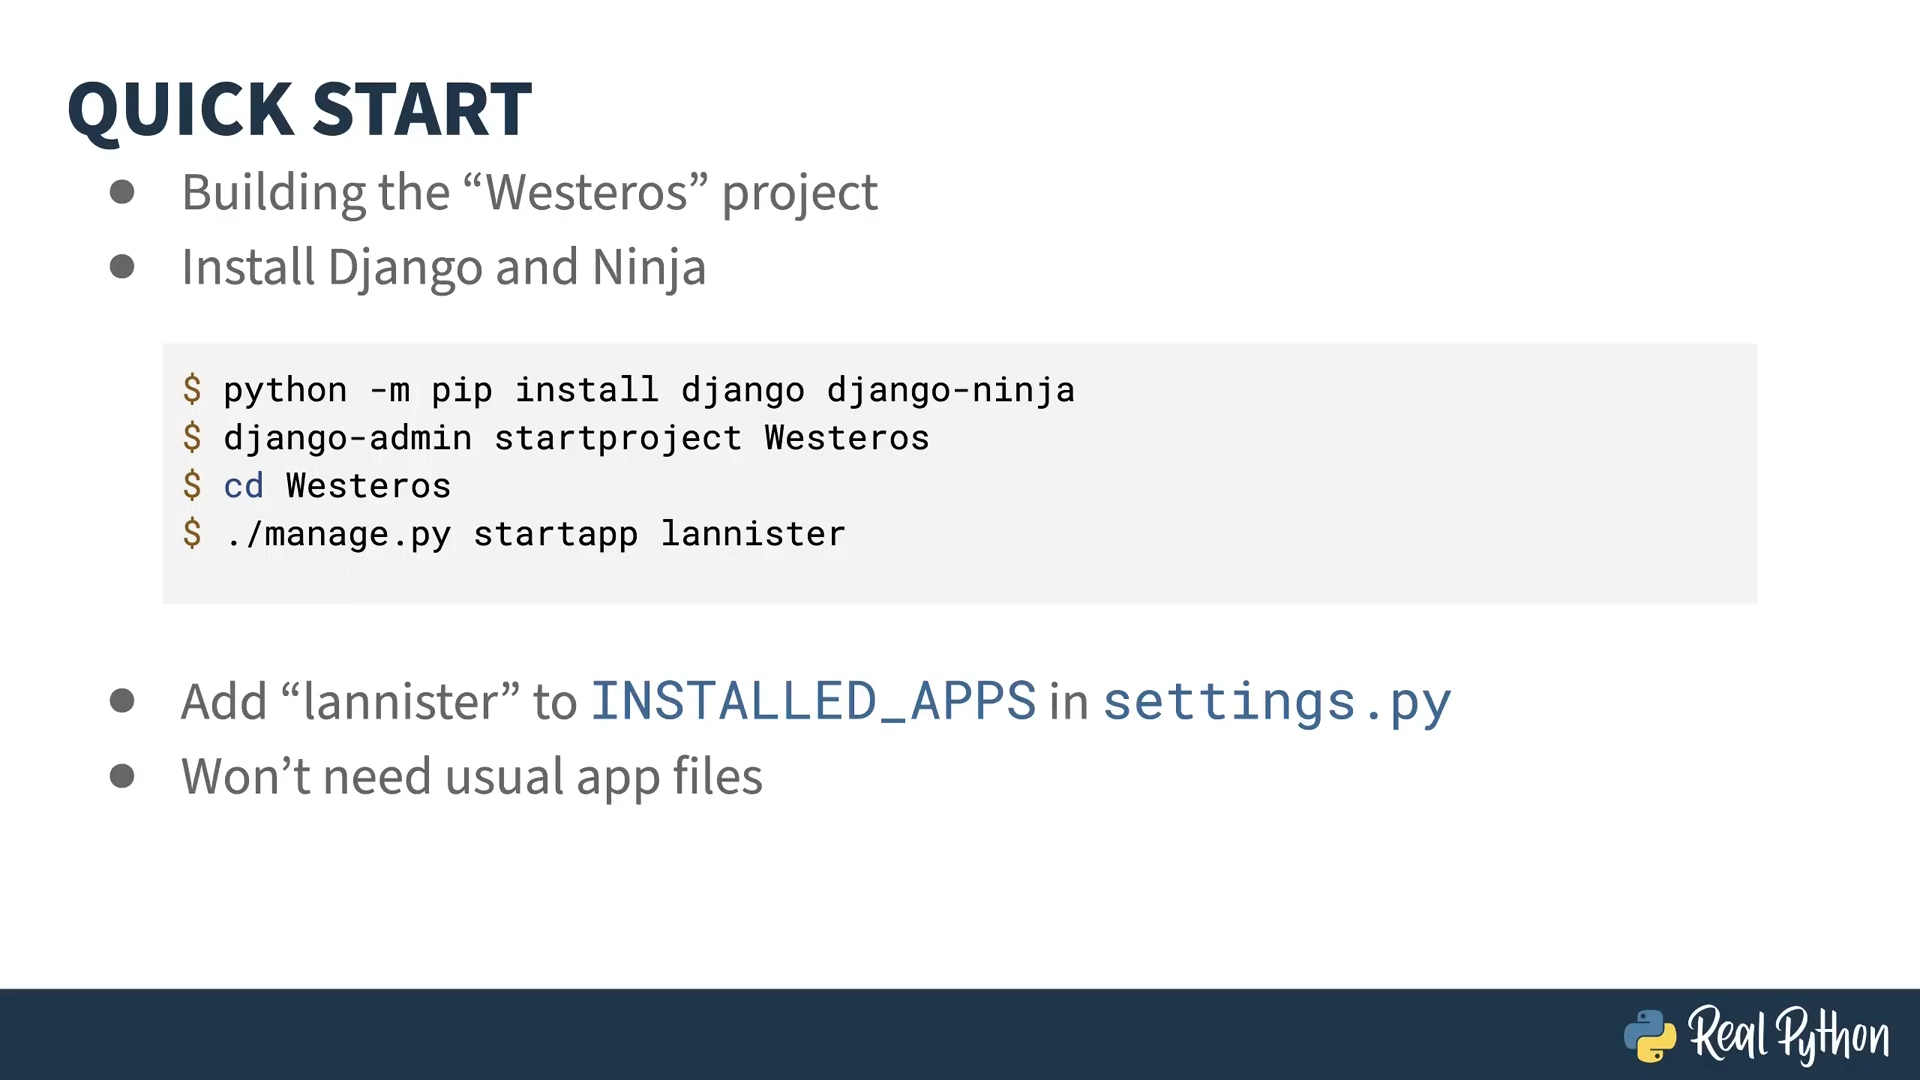 QUICK START
● Building the “Westeros” project
● Install Django and Ninja
$ python -m pip install django django-ninja
$ django-admin startproject Westeros
$ cd Westeros
$ ./manage.py startapp lannister
● Add “lannister” to INSTALLED_APPS in settings.py
● Won’t need usual app files
Real Python